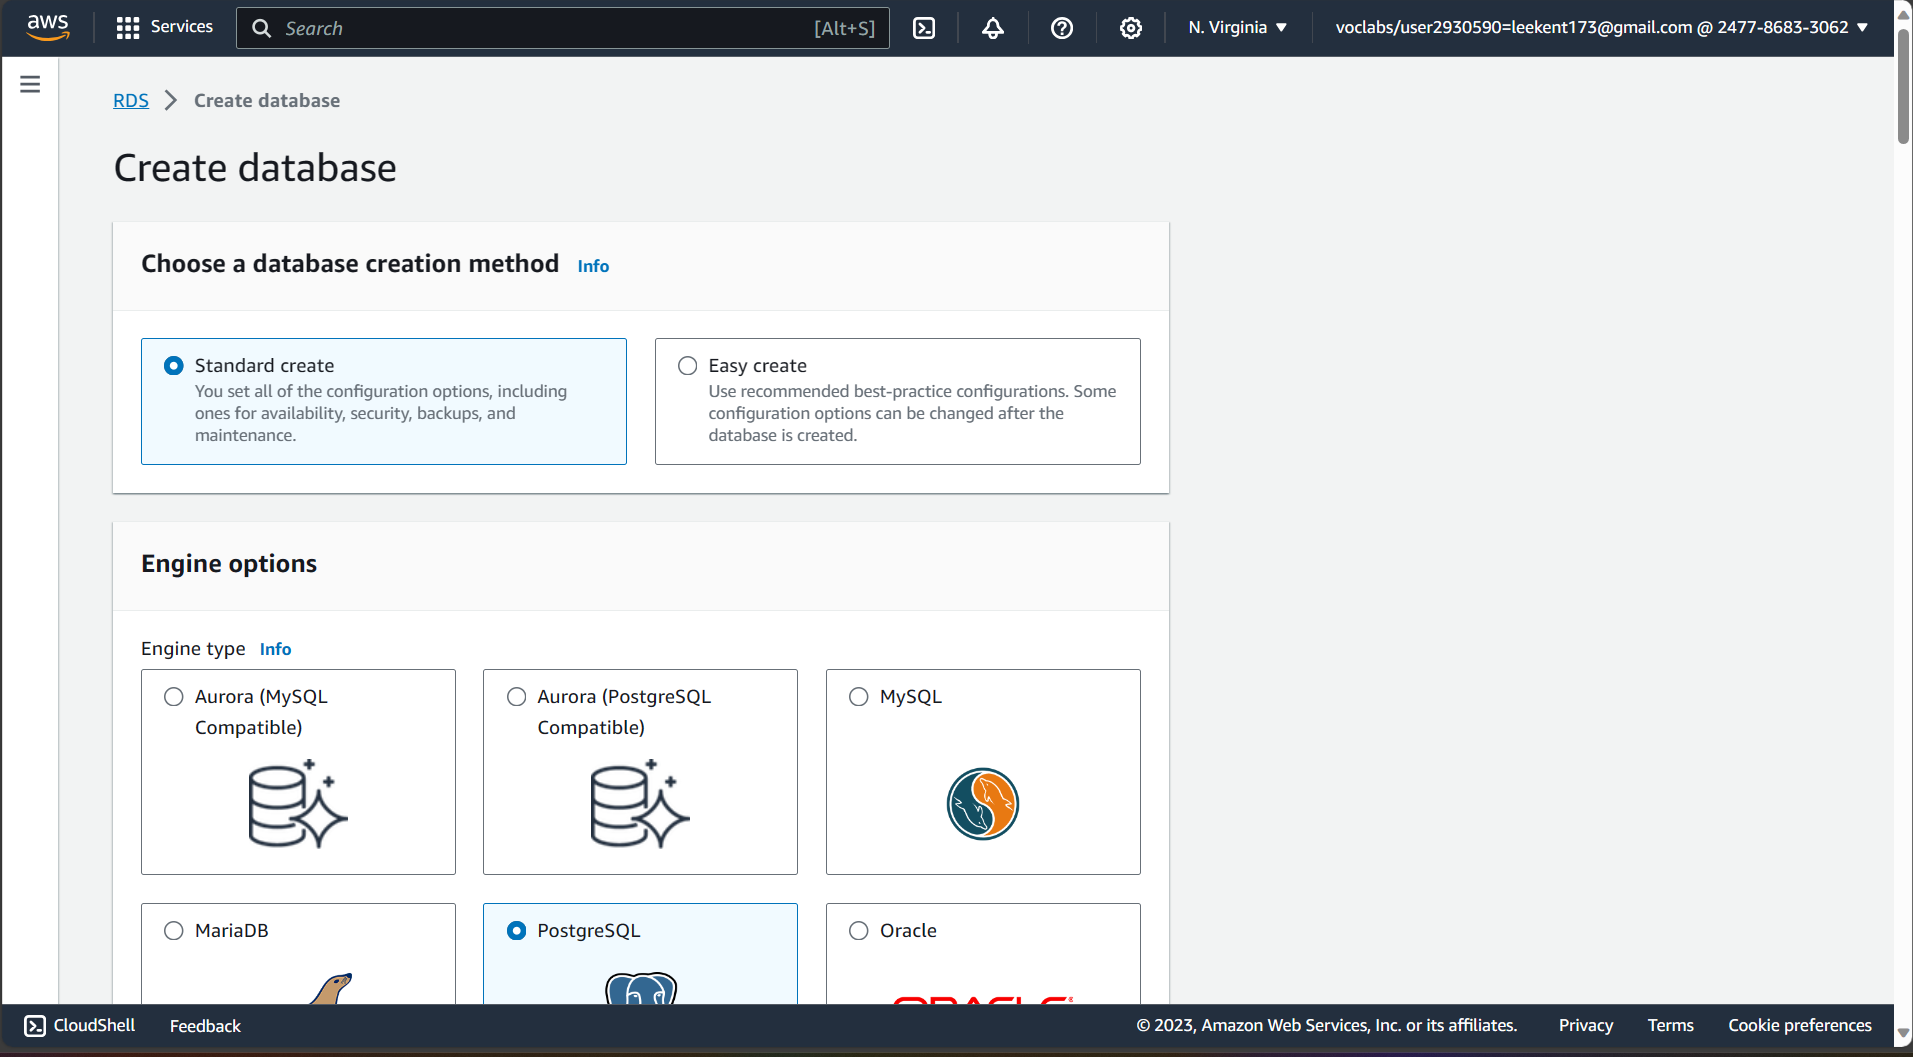 aws
Services
Search
[Alt+S]
N. Virginia
voclabs/user2930590=leekent173@gmail.com @ 2477-8683-3062
RDS
Create database
Create database
Choose a database creation method
Info
Standard create
You set all of the configuration options, including
ones for availability, security, backups, and
maintenance.
Easy create
Use recommended best-practice configurations. Some
configuration options can be changed after the
database is created.
Engine options
Engine type
Info
Aurora (MySQL
Compatible)
Aurora (PostgreSQL
Compatible)
MySQL
MariaDB
PostgreSQL
Oracle
ORACLE
CloudShell
Feedback
© 2023, Amazon Web Services, Inc. or its affiliates.
Privacy
Terms
Cookie preferences